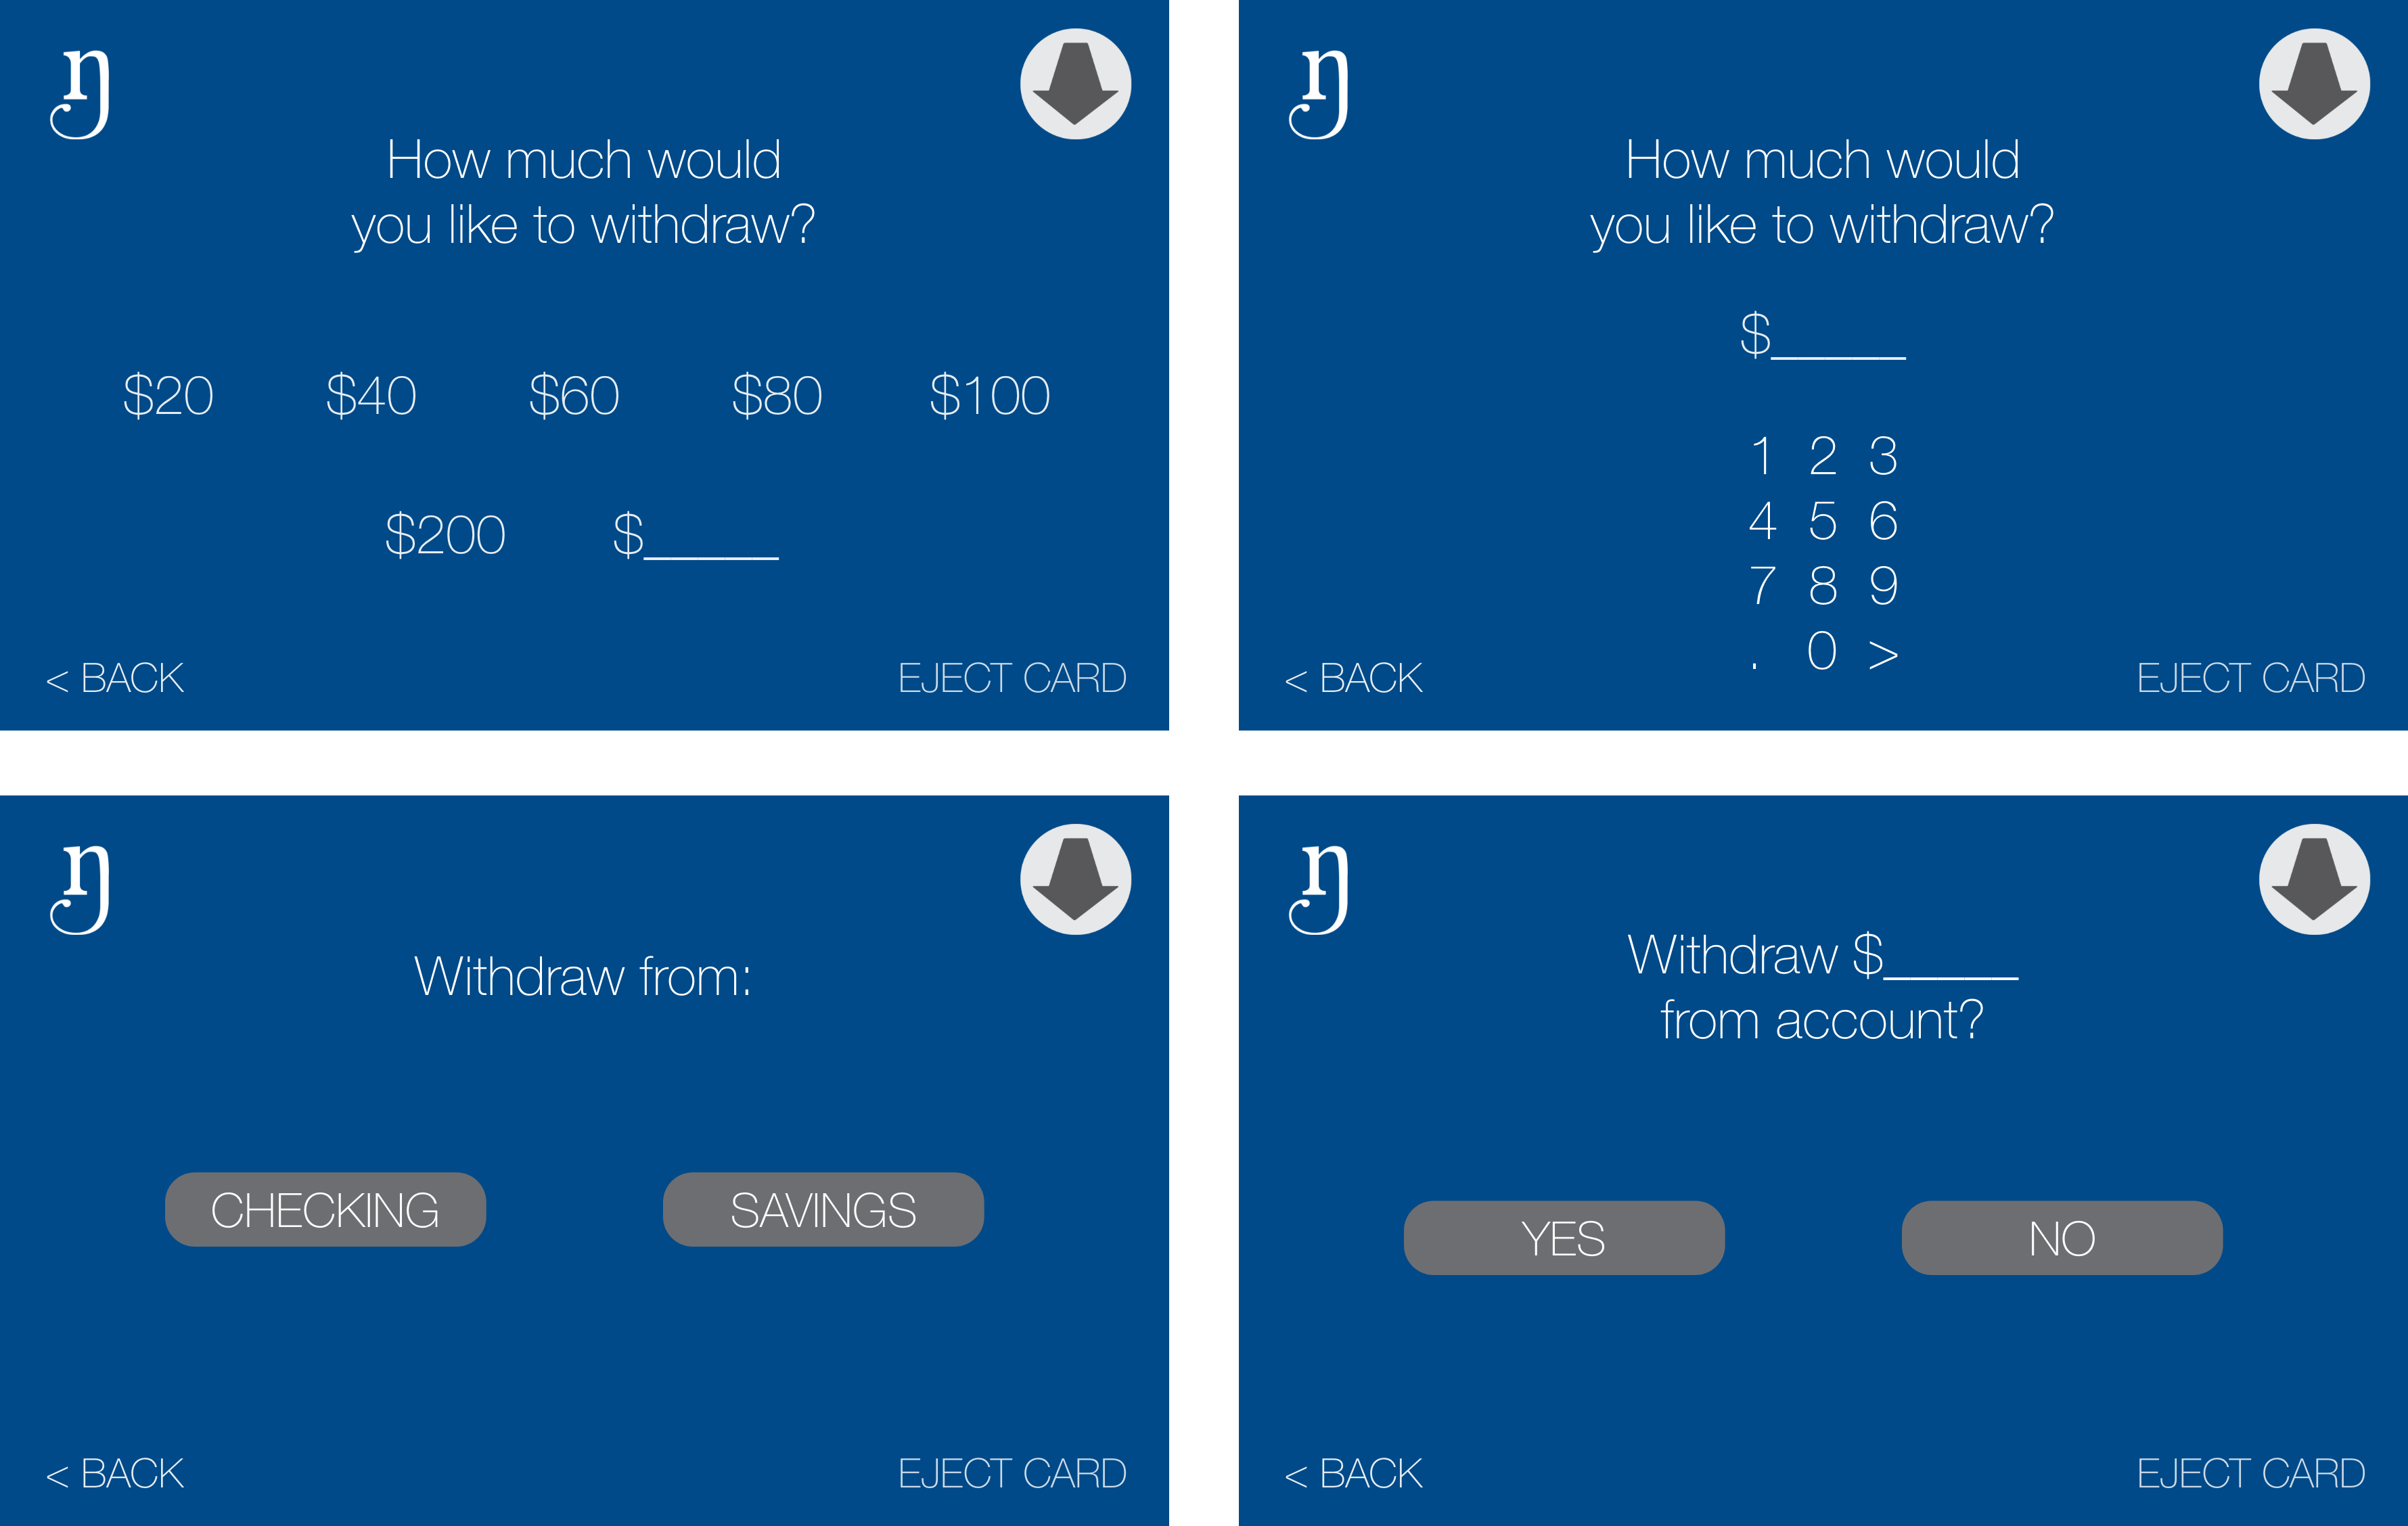 ŋ
How much would
you like to withdraw?
$20 $40 $60 $80 $100
$200 $_____
< BACK EJECT CARD
ŋ
How much would
you like to withdraw?
$_____
1 2 3
4 5 6
7 8 9
. 0 >
< BACK EJECT CARD
ŋ
Withdraw from:
CHECKING SAVINGS
< BACK EJECT CARD
ŋ
Withdraw $_____
from account?
YES NO
< BACK EJECT CARD